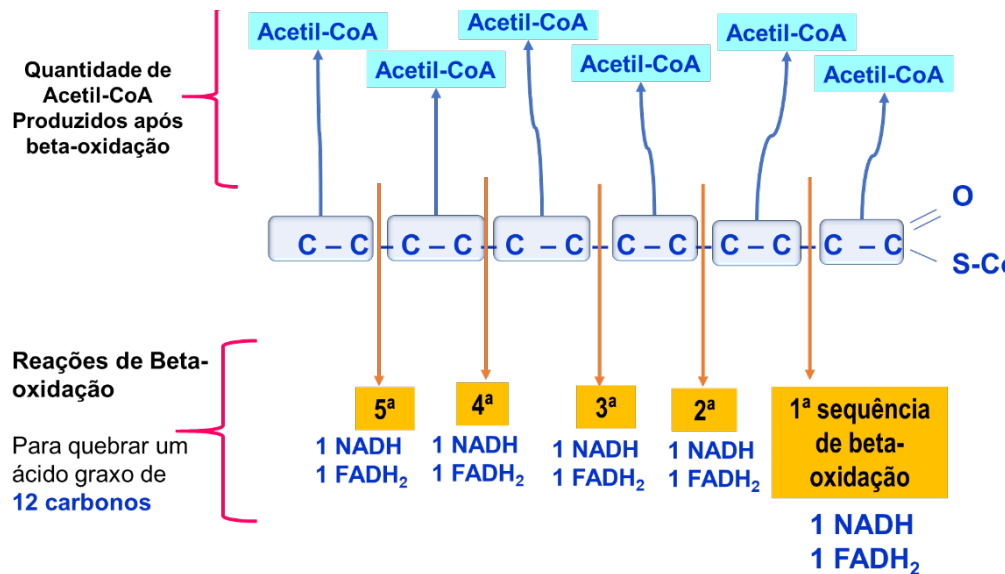 Acetil-CoA
Acetil-CoA
Acetil-CoA
Acetil-CoA
Acetil-CoA
Acetil-CoA
Quantidade de
Acetil-CoA
Produzidos após
beta-oxidação
C – C – C – C – C C – C – C – C – C – C C
O
S-Co
Reações de Beta-
oxidação
Para quebrar um
ácido graxo de
12 carbonos
5ª
1 NADH
1 FADH₂
4ª
1 NADH
1 FADH₂
3ª
1 NADH
1 FADH₂
2ª
1 NADH
1 FADH₂
1ª sequência
de beta-
oxidação
1 NADH
1 FADH₂